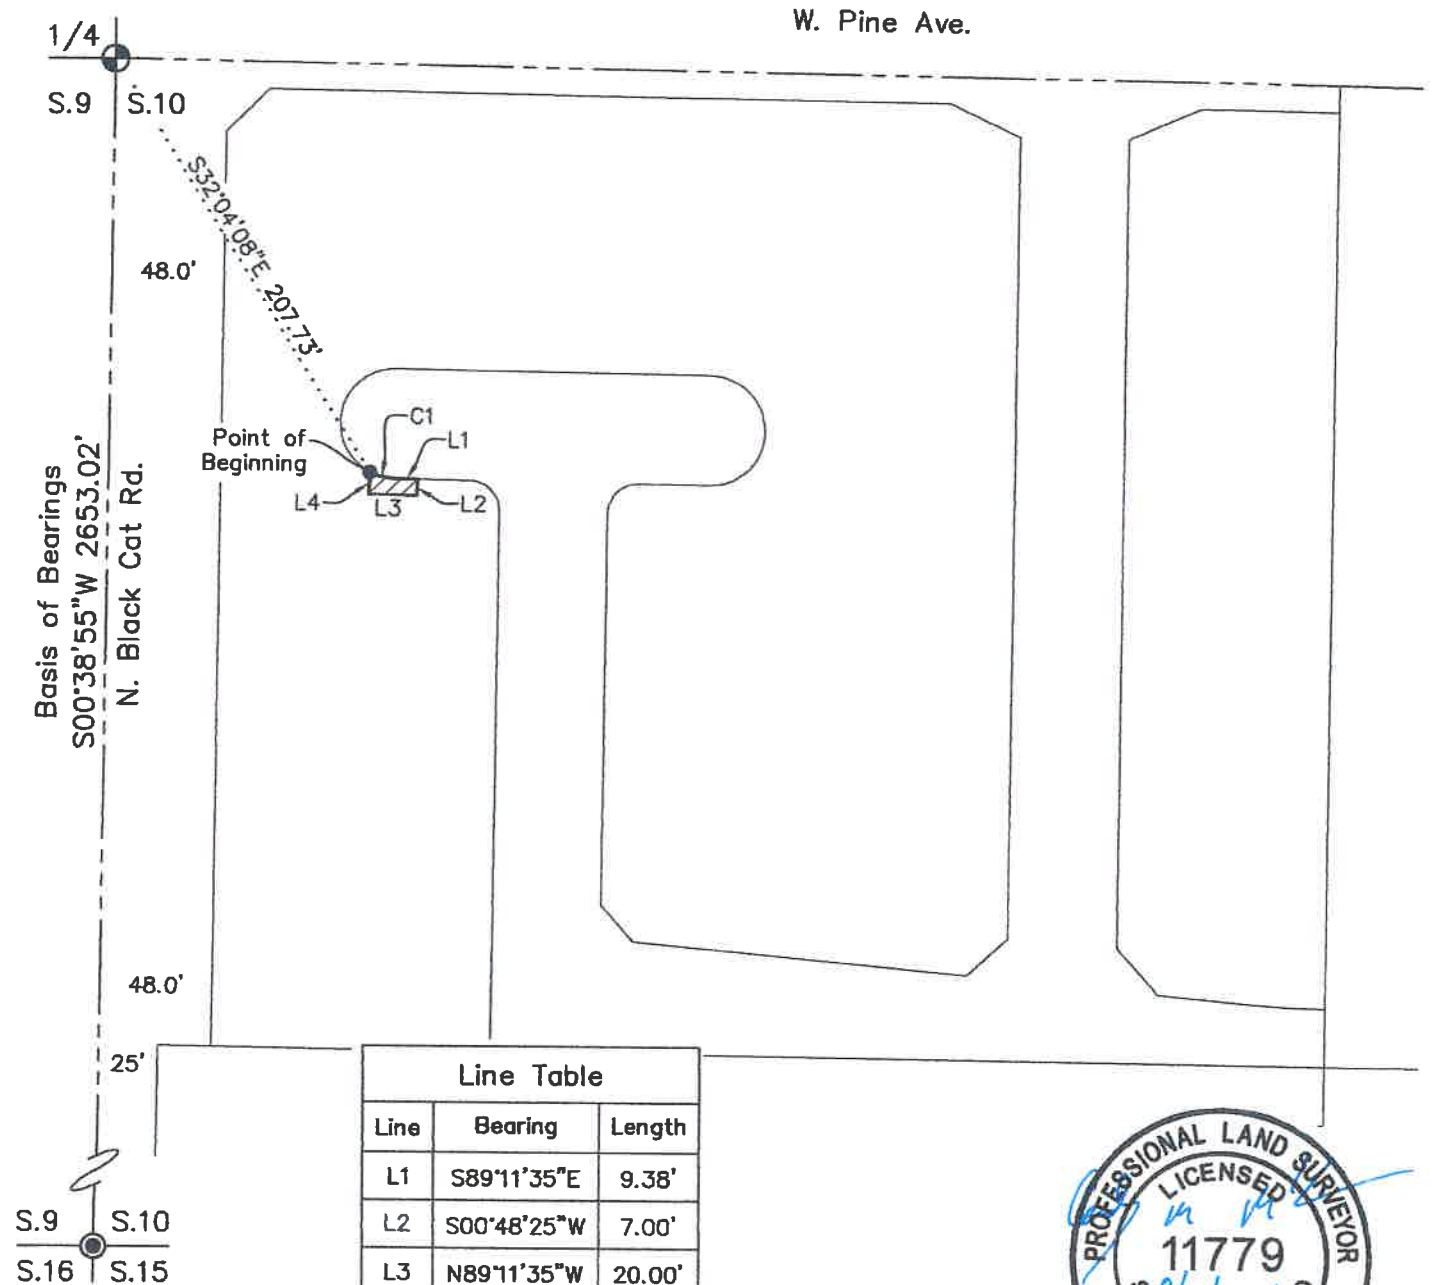 W. Pine Ave.
1/4
S.9 S.10
S32°04'08"E 207.73'
48.0'
C1
L1
Point of
Beginning
L4
L3
L2
Basis of Bearings
S00°38'55"W 2653.02'
N. Black Cat Rd.
48.0'
25'
Line Table
Line Bearing Length
L1 S89°11'35"E 9.38'
L2 S00°48'25"W 7.00'
L3 N89°11'35"W 20.00'
S.9 S.10
S.16 S.15
PROFESSIONAL LAND SURVEYOR
LICENSED
11779